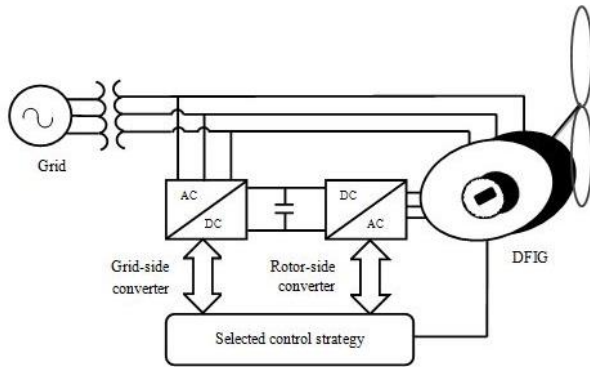 Grid
AC
DC
DC
AC
DFIG
Grid-side
converter
Rotor-side
converter
Selected control strategy